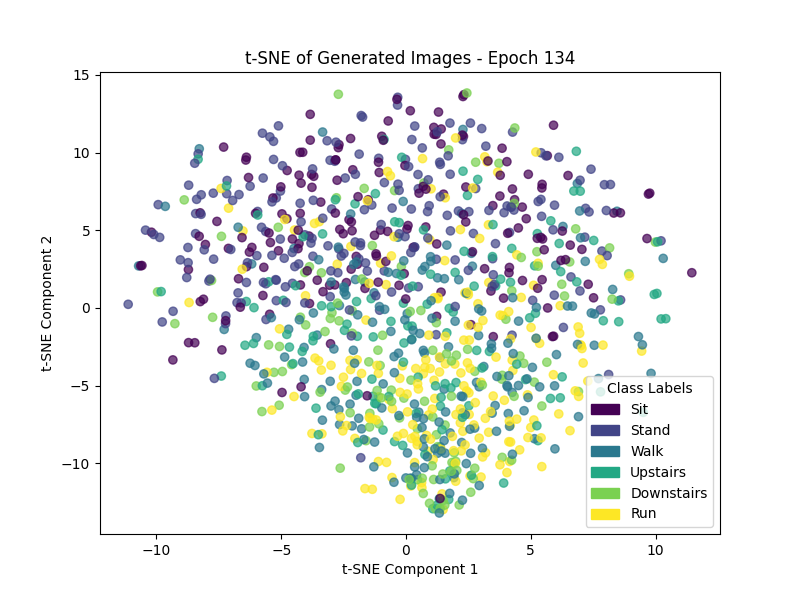 t-SNE of Generated Images - Epoch 134
15
10
5
0
−5
−10
t-SNE Component 2
−10
−5
0
5
10
t-SNE Component 1
Class Labels
Sit
Stand
Walk
Upstairs
Downstairs
Run